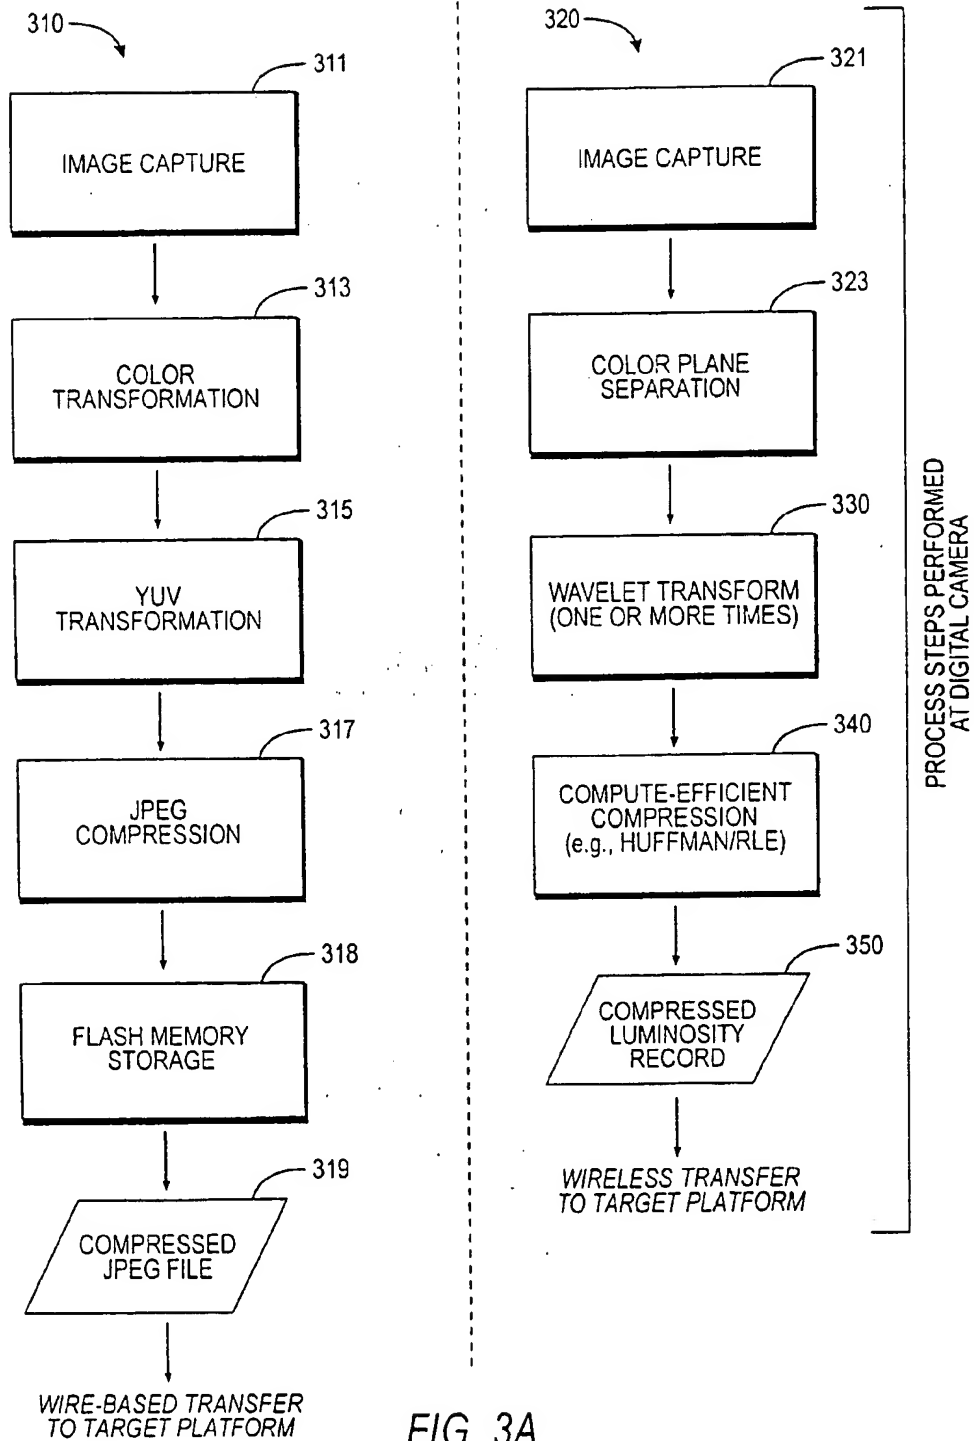 310
311
IMAGE CAPTURE
313
COLOR
TRANSFORMATION
315
YUV
TRANSFORMATION
317
JPEG
COMPRESSION
318
FLASH MEMORY
STORAGE
319
COMPRESSED
JPEG FILE
WIRE-BASED TRANSFER
TO TARGET PLATFORM
320
321
IMAGE CAPTURE
323
COLOR PLANE
SEPARATION
330
WAVELET TRANSFORM
(ONE OR MORE TIMES)
340
COMPUTE-EFFICIENT
COMPRESSION
(e.g., HUFFMAN/RLE)
350
COMPRESSED
LUMINOSITY
RECORD
WIRELESS TRANSFER
TO TARGET PLATFORM
PROCESS STEPS PERFORMED
AT DIGITAL CAMERA
FIG. 3A